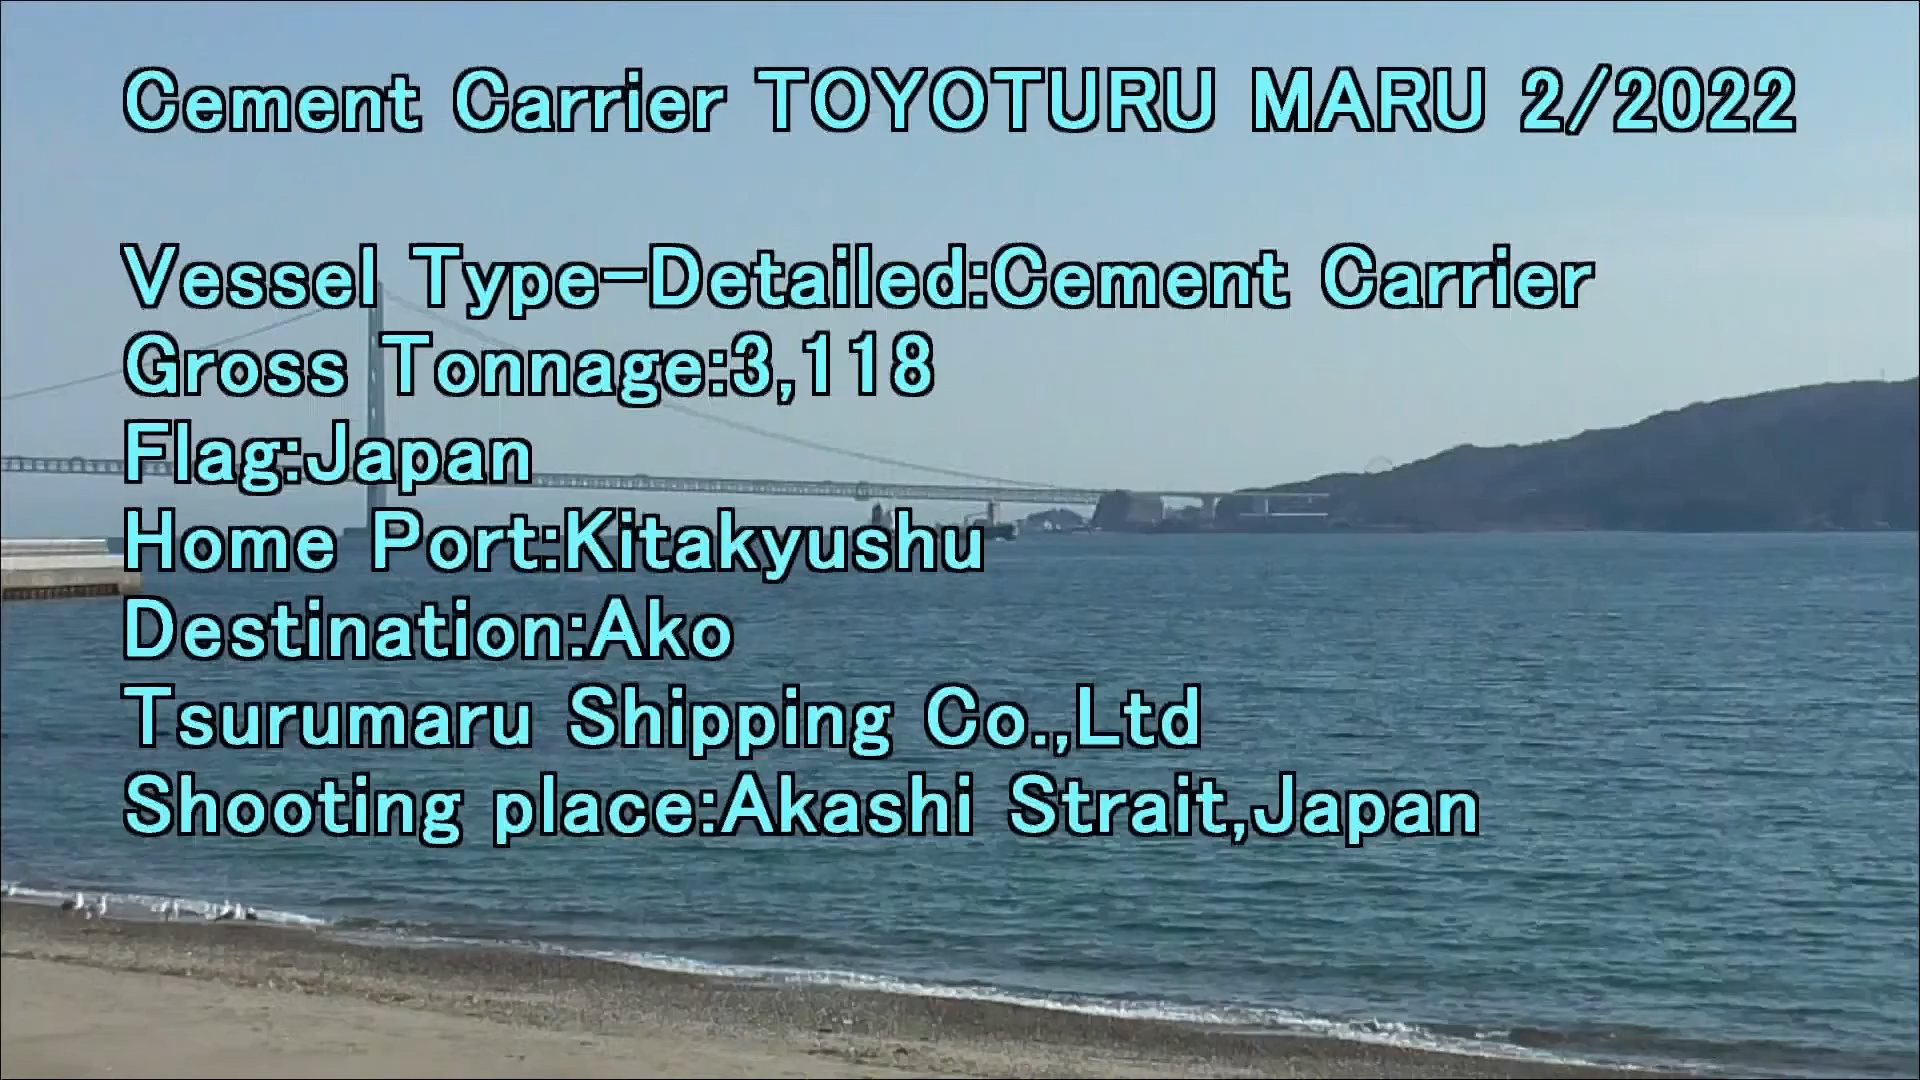 Cement Carrier TOYOTURU MARU 2/2022
Vessel Type-Detailed:Cement Carrier
Gross Tonnage:3,118
Flag:Japan
Home Port:Kitakyushu
Destination:Ako
Tsurumaru Shipping Co.,Ltd
Shooting place:Akashi Strait,Japan